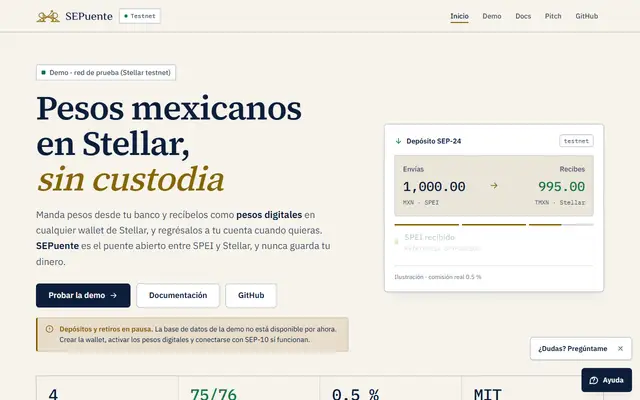 SEPuente
Testnet
Inicio
Demo
Docs
Pitch
GitHub
Demo · red de prueba (Stellar testnet)
Pesos mexicanos
en Stellar,
sin custodia
Manda pesos desde tu banco y recíbelos como pesos digitales en
cualquier wallet de Stellar, y regrésalos a tu cuenta cuando quieras.
SEPuente es el puente abierto entre SPEI y Stellar, y nunca guarda tu
dinero.
Probar la demo →
Documentación
GitHub
Depósitos y retiros en pausa. La base de datos de la demo no está disponible por ahora.
Crear la wallet, activar los pesos digitales y conectarse con SEP-10 sí funcionan.
↓ Depósito SEP-24
testnet
Envías
Recibes
1,000.00
→
995.00
MXN · SPEI
TMXN · Stellar
SPEI recibido
Ilustración · comisión real 0.5 %
¿Dudas? Pregúntame ×
Ayuda
4
75/76
0.5 %
MIT